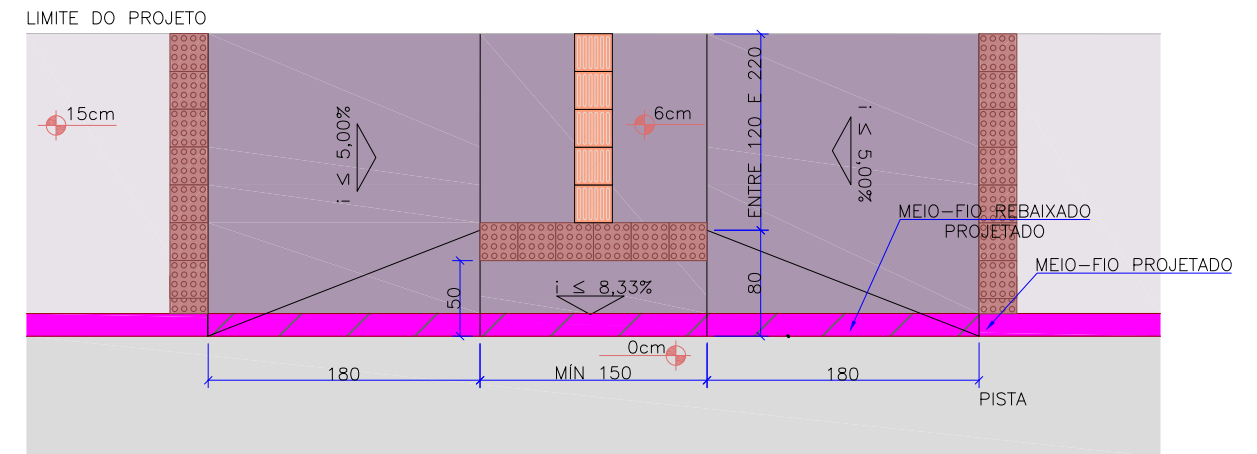 LIMITE DO PROJETO
15cm
i ≤ 5,00%
6cm
ENTRE 120 E 220
i ≤ 5,00%
MEIO-FIO REBAIXADO
PROJETADO
MEIO-FIO PROJETADO
50
i ≤ 8,33%
80
0cm
180
MÍN 150
180
PISTA